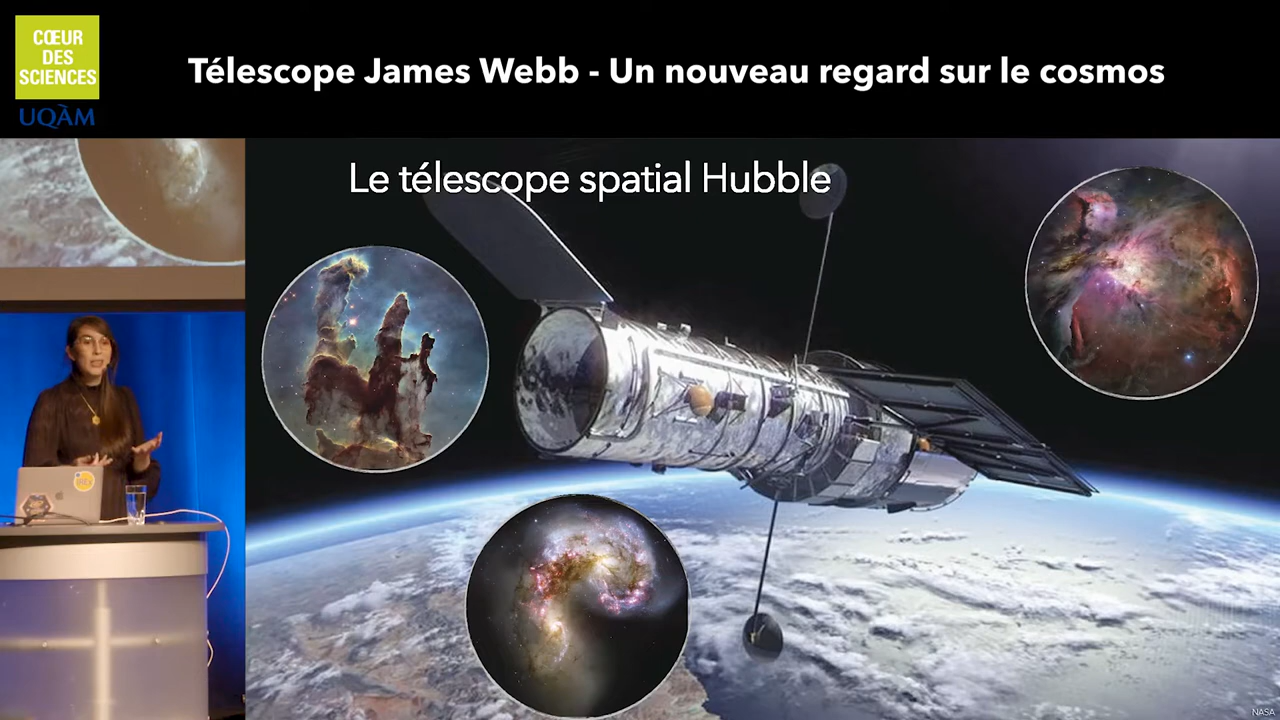 CŒUR
DES
SCIENCES
UQÀM
Télescope James Webb - Un nouveau regard sur le cosmos
Le télescope spatial Hubble
NASA